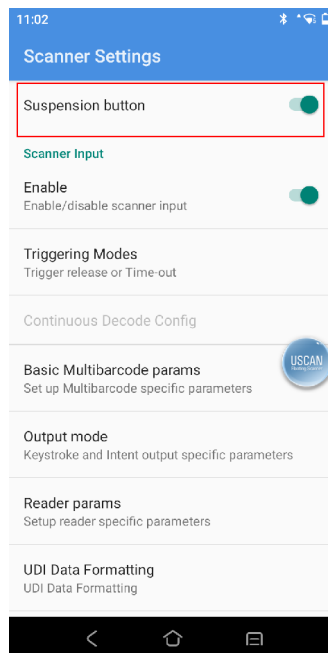 11:02
Scanner Settings
Suspension button
Scanner Input
Enable
Enable/disable scanner input
Triggering Modes
Trigger release or Time-out
Continuous Decode Config
Basic Multibarcode params
Set up Multibarcode specific parameters
USCAN
Floating Scanner
Output mode
Keystroke and Intent output specific parameters
Reader params
Setup reader specific parameters
UDI Data Formatting
UDI Data Formatting